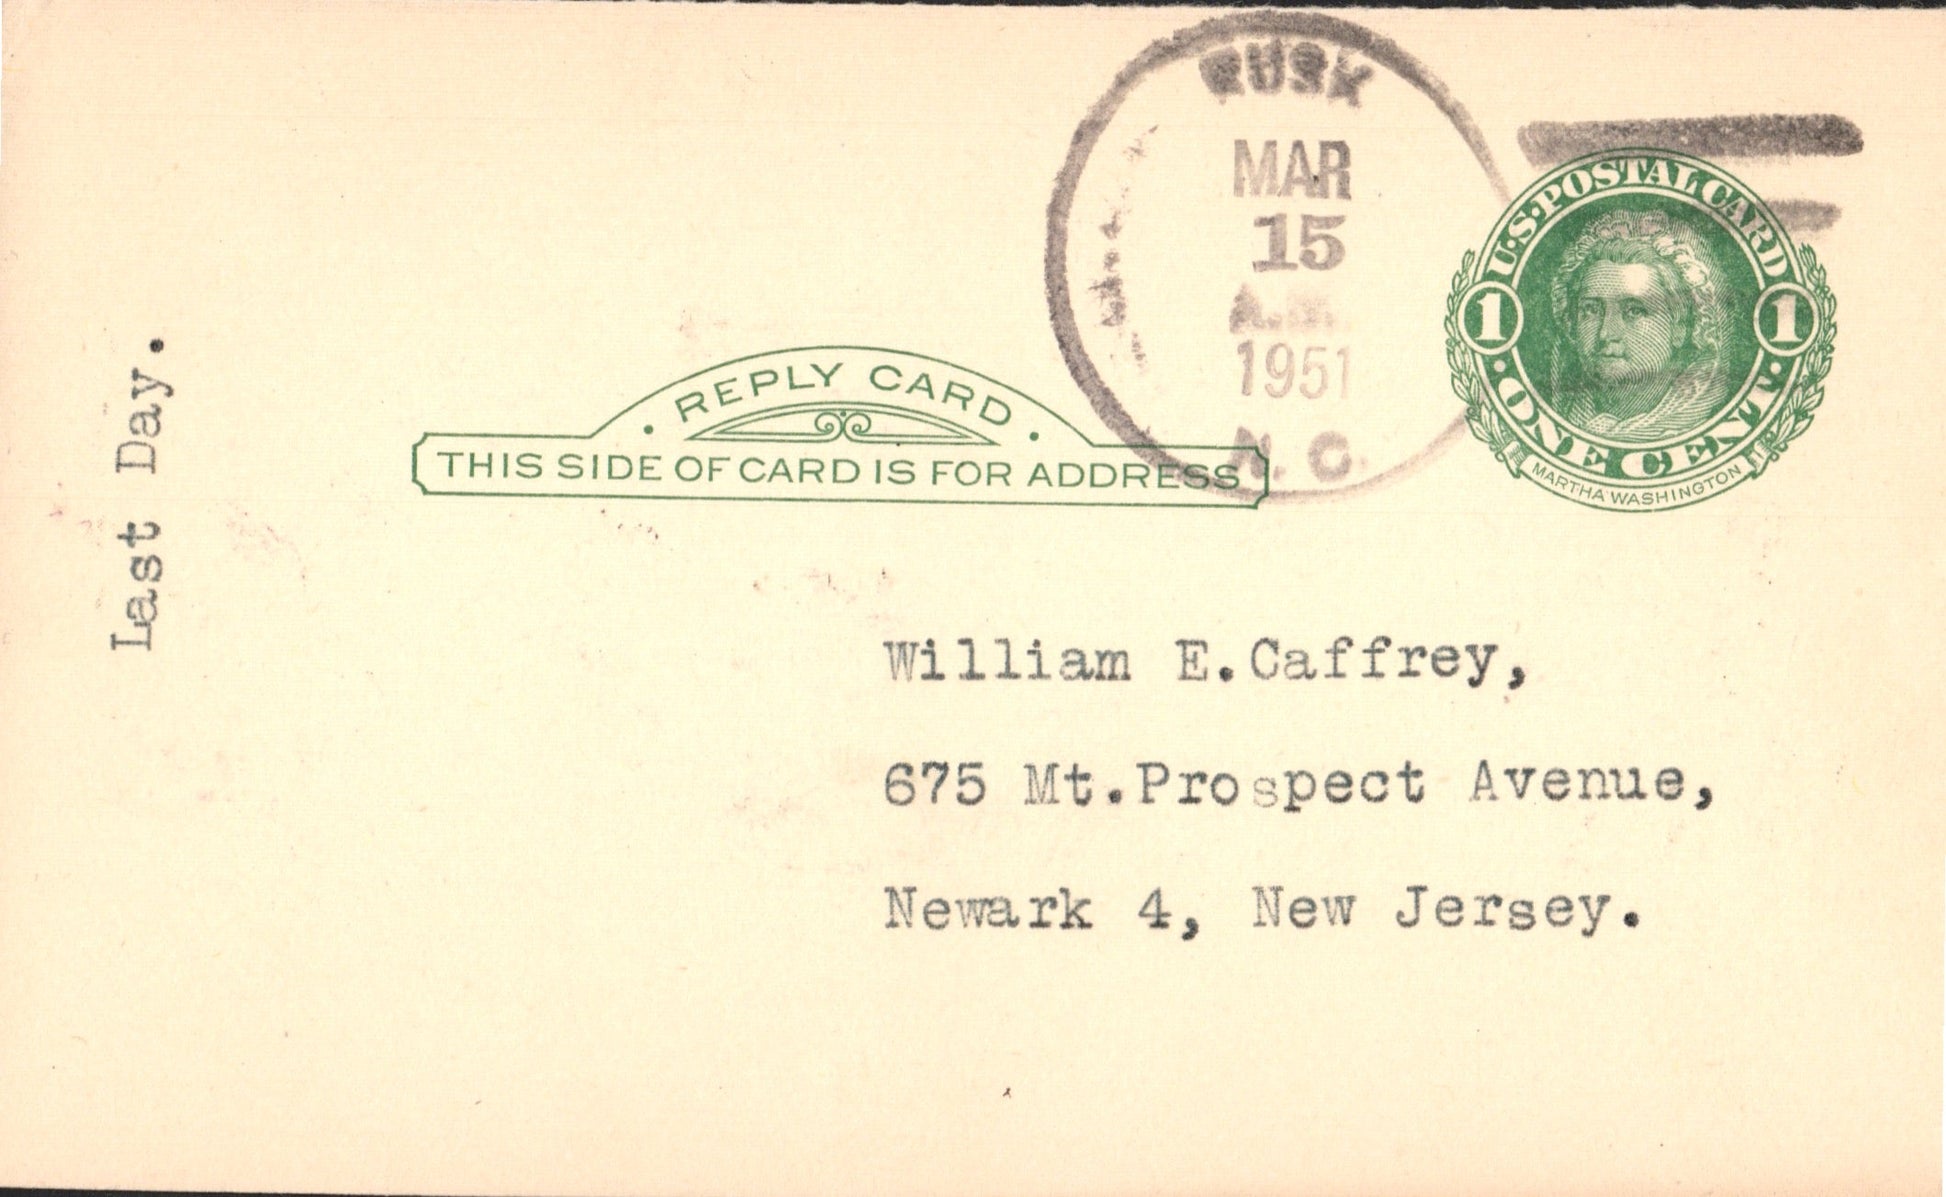 RUSK
MAR
15
A.M.
1951
N. C.
U.S. POSTAL CARD
1 1
ONE CENT
MARTHA WASHINGTON
· REPLY CARD ·
THIS SIDE OF CARD IS FOR ADDRESS
Last Day.
William E.Caffrey,
675 Mt.Prospect Avenue,
Newark 4, New Jersey.